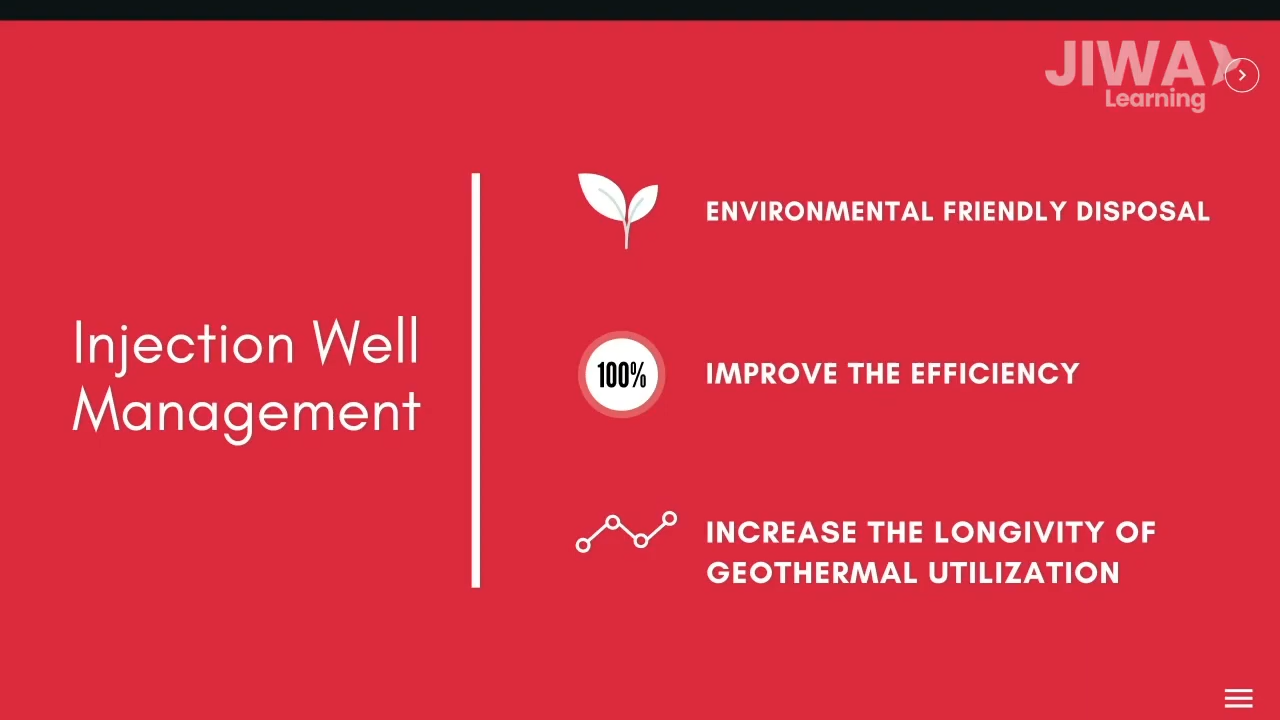 JIWA
Learning
ENVIRONMENTAL FRIENDLY DISPOSAL
Injection Well
Management
100%
IMPROVE THE EFFICIENCY
INCREASE THE LONGIVITY OF
GEOTHERMAL UTILIZATION